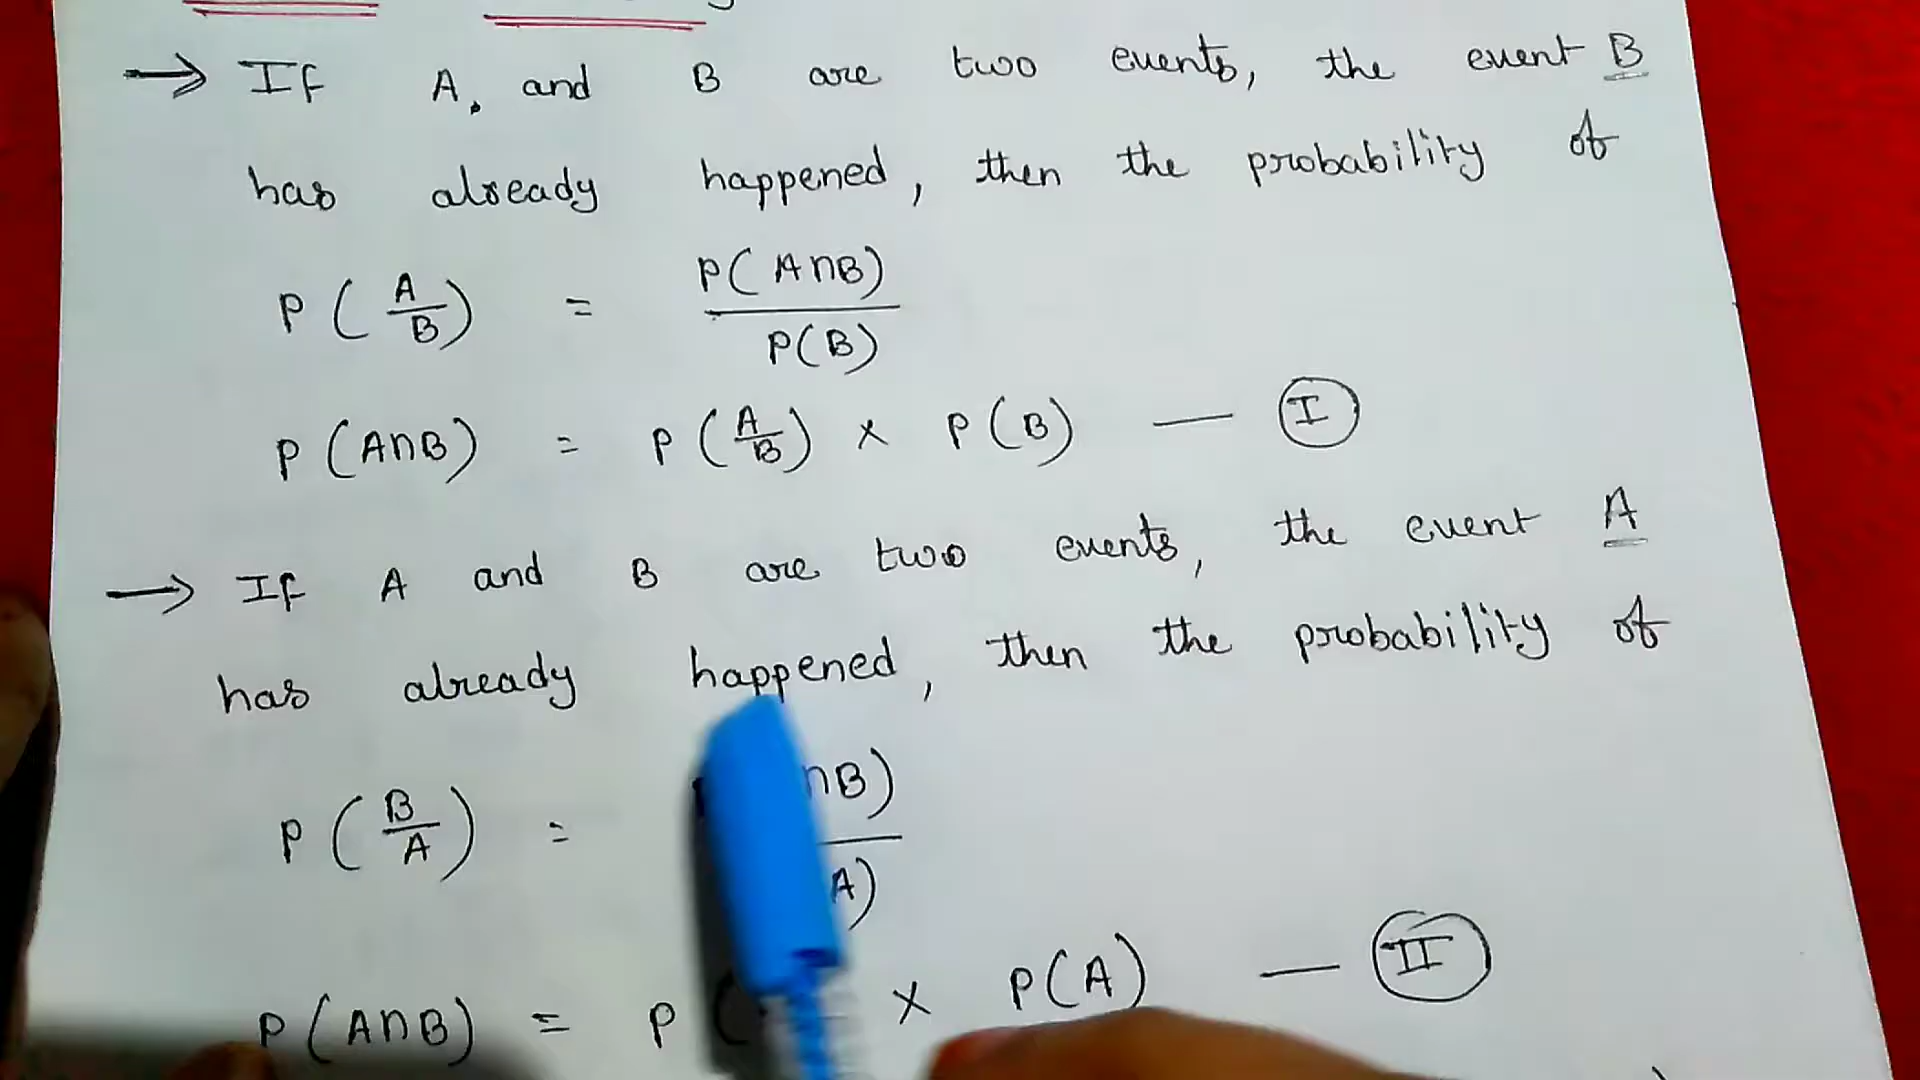 → If A, and B are two events, the event B
has already happened, then the probability of
P(A/B) = P(A∩B)/P(B)
P(A∩B) = P(A/B) × P(B) — (I)
→ If A and B are two events, the event A
has already happened, then the probability of
P(B/A) = ∩B)/A)
P(A∩B) = P( × P(A) — (II)